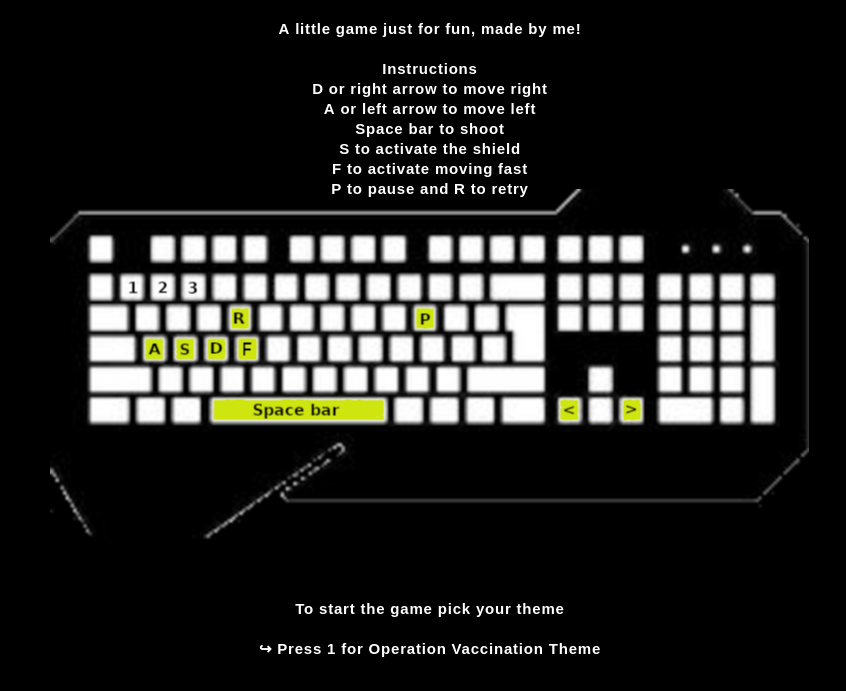 A little game just for fun, made by me!
Instructions
D or right arrow to move right
A or left arrow to move left
Space bar to shoot
S to activate the shield
F to activate moving fast
P to pause and R to retry
1 2 3
R P
A S D F
Space bar < >
To start the game pick your theme
↪ Press 1 for Operation Vaccination Theme